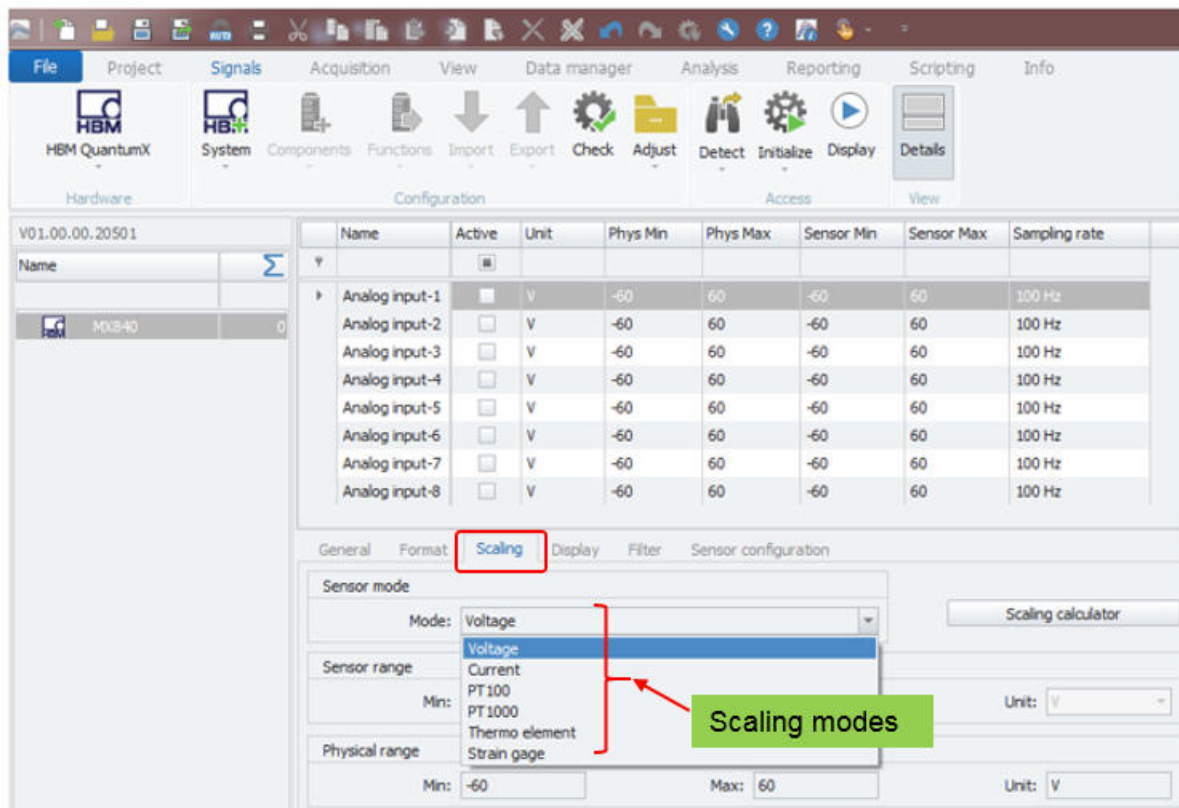 AUTO
File Project Signals Acquisition View Data manager Analysis Reporting Scripting Info
HBM HB
HBM QuantumX System Components Functions Import Export Check Adjust Detect Initialize Display Details
Hardware Configuration Access View
V01.00.00.20501
Name Σ
MX840 0
Name Active Unit Phys Min Phys Max Sensor Min Sensor Max Sampling rate
Analog input-1 V -60 60 -60 60 100 Hz
Analog input-2 V -60 60 -60 60 100 Hz
Analog input-3 V -60 60 -60 60 100 Hz
Analog input-4 V -60 60 -60 60 100 Hz
Analog input-5 V -60 60 -60 60 100 Hz
Analog input-6 V -60 60 -60 60 100 Hz
Analog input-7 V -60 60 -60 60 100 Hz
Analog input-8 V -60 60 -60 60 100 Hz
General Format Scaling Display Filter Sensor configuration
Sensor mode
Mode: Voltage
Scaling calculator
Voltage
Current
PT100
PT1000
Thermo element
Strain gage
Sensor range
Min: Unit: V
Scaling modes
Physical range
Min: -60 Max: 60 Unit: V